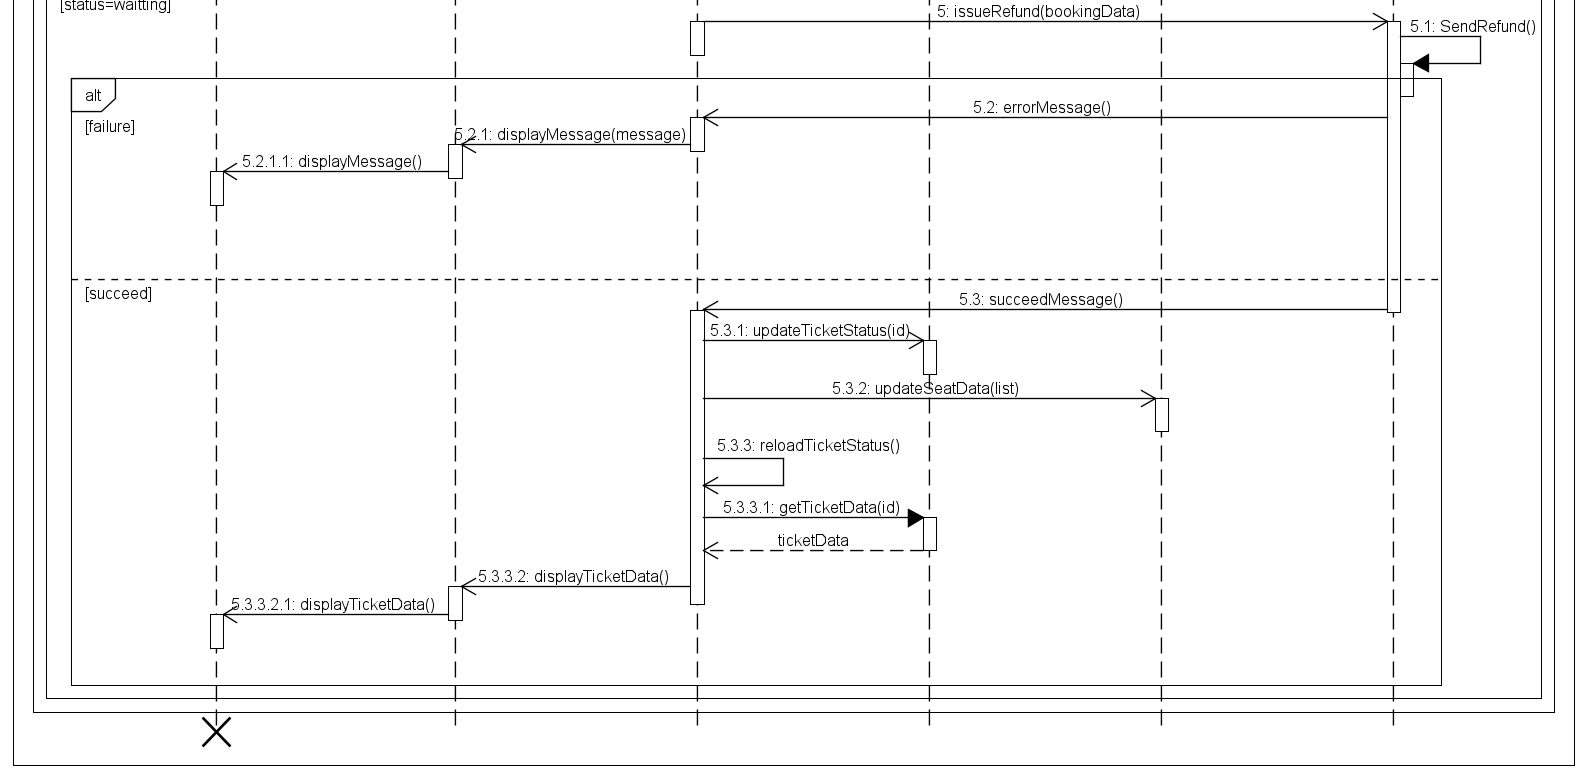 [status=waitting]
5: issueRefund(bookingData)
5.1: SendRefund()
alt
5.2: errorMessage()
[failure]
5.2.1: displayMessage(message)
5.2.1.1: displayMessage()
[succeed]
5.3: succeedMessage()
5.3.1: updateTicketStatus(id)
5.3.2: updateSeatData(list)
5.3.3: reloadTicketStatus()
5.3.3.1: getTicketData(id)
ticketData
5.3.3.2: displayTicketData()
5.3.3.2.1: displayTicketData()